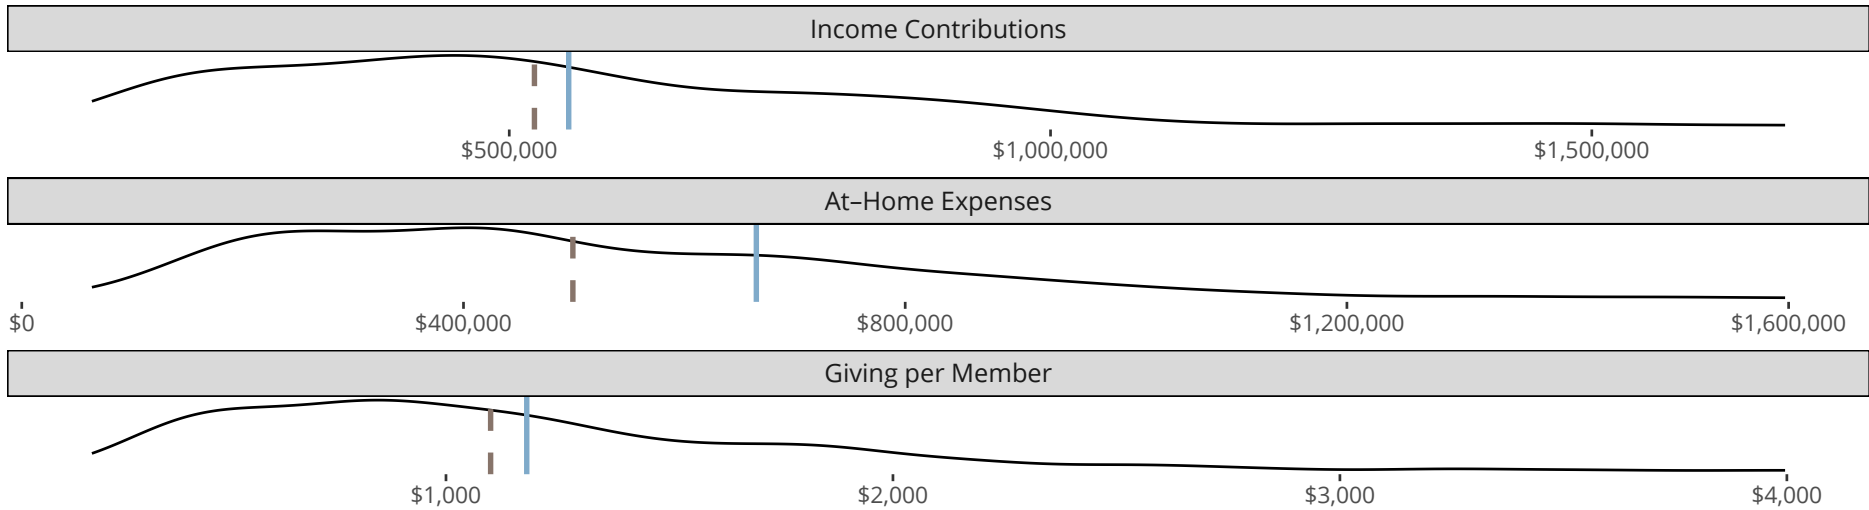 Income Contributions
$500,000 $1,000,000 $1,500,000
At–Home Expenses
$0 $400,000 $800,000 $1,200,000 $1,600,000
Giving per Member
$1,000 $2,000 $3,000 $4,000